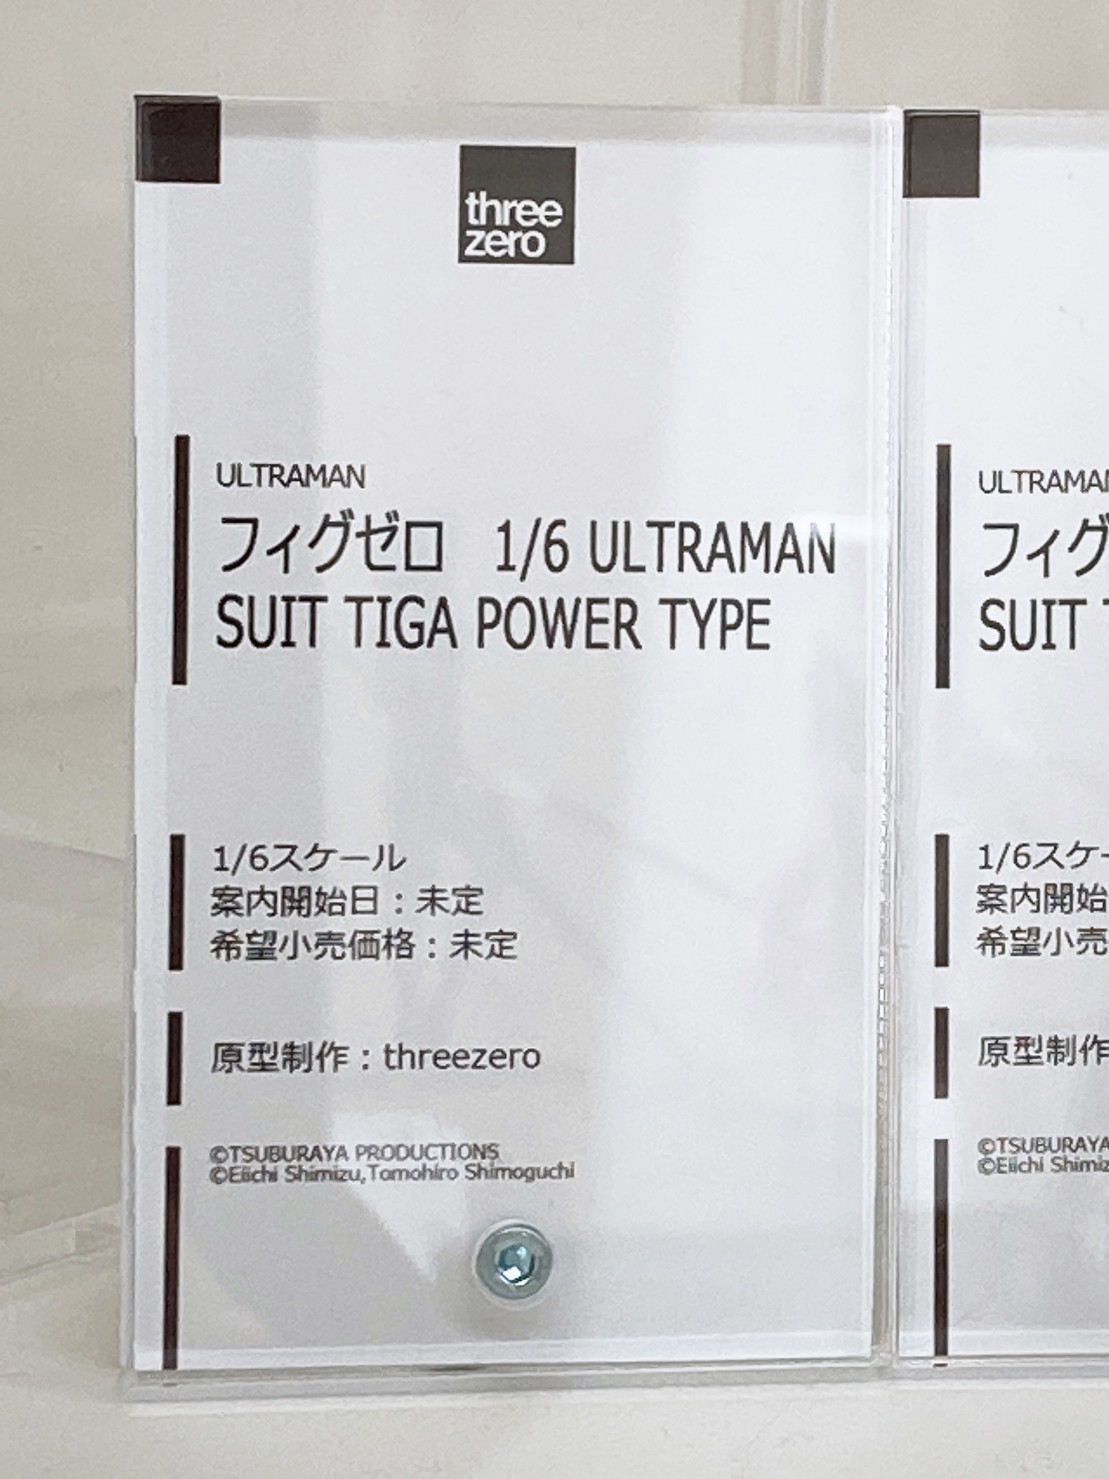 three
zero
ULTRAMAN
フィグゼロ 1/6 ULTRAMAN
SUIT TIGA POWER TYPE
1/6スケール
案内開始日：未定
希望小売価格：未定
原型制作：threezero
©TSUBURAYA PRODUCTIONS
©Eiichi Shimizu,Tomohiro Shimoguchi
ULTRAMAN
フィグ
SUIT
1/6スケ
案内開始
希望小売
原型制作
©TSUBURAYA
©Eiichi